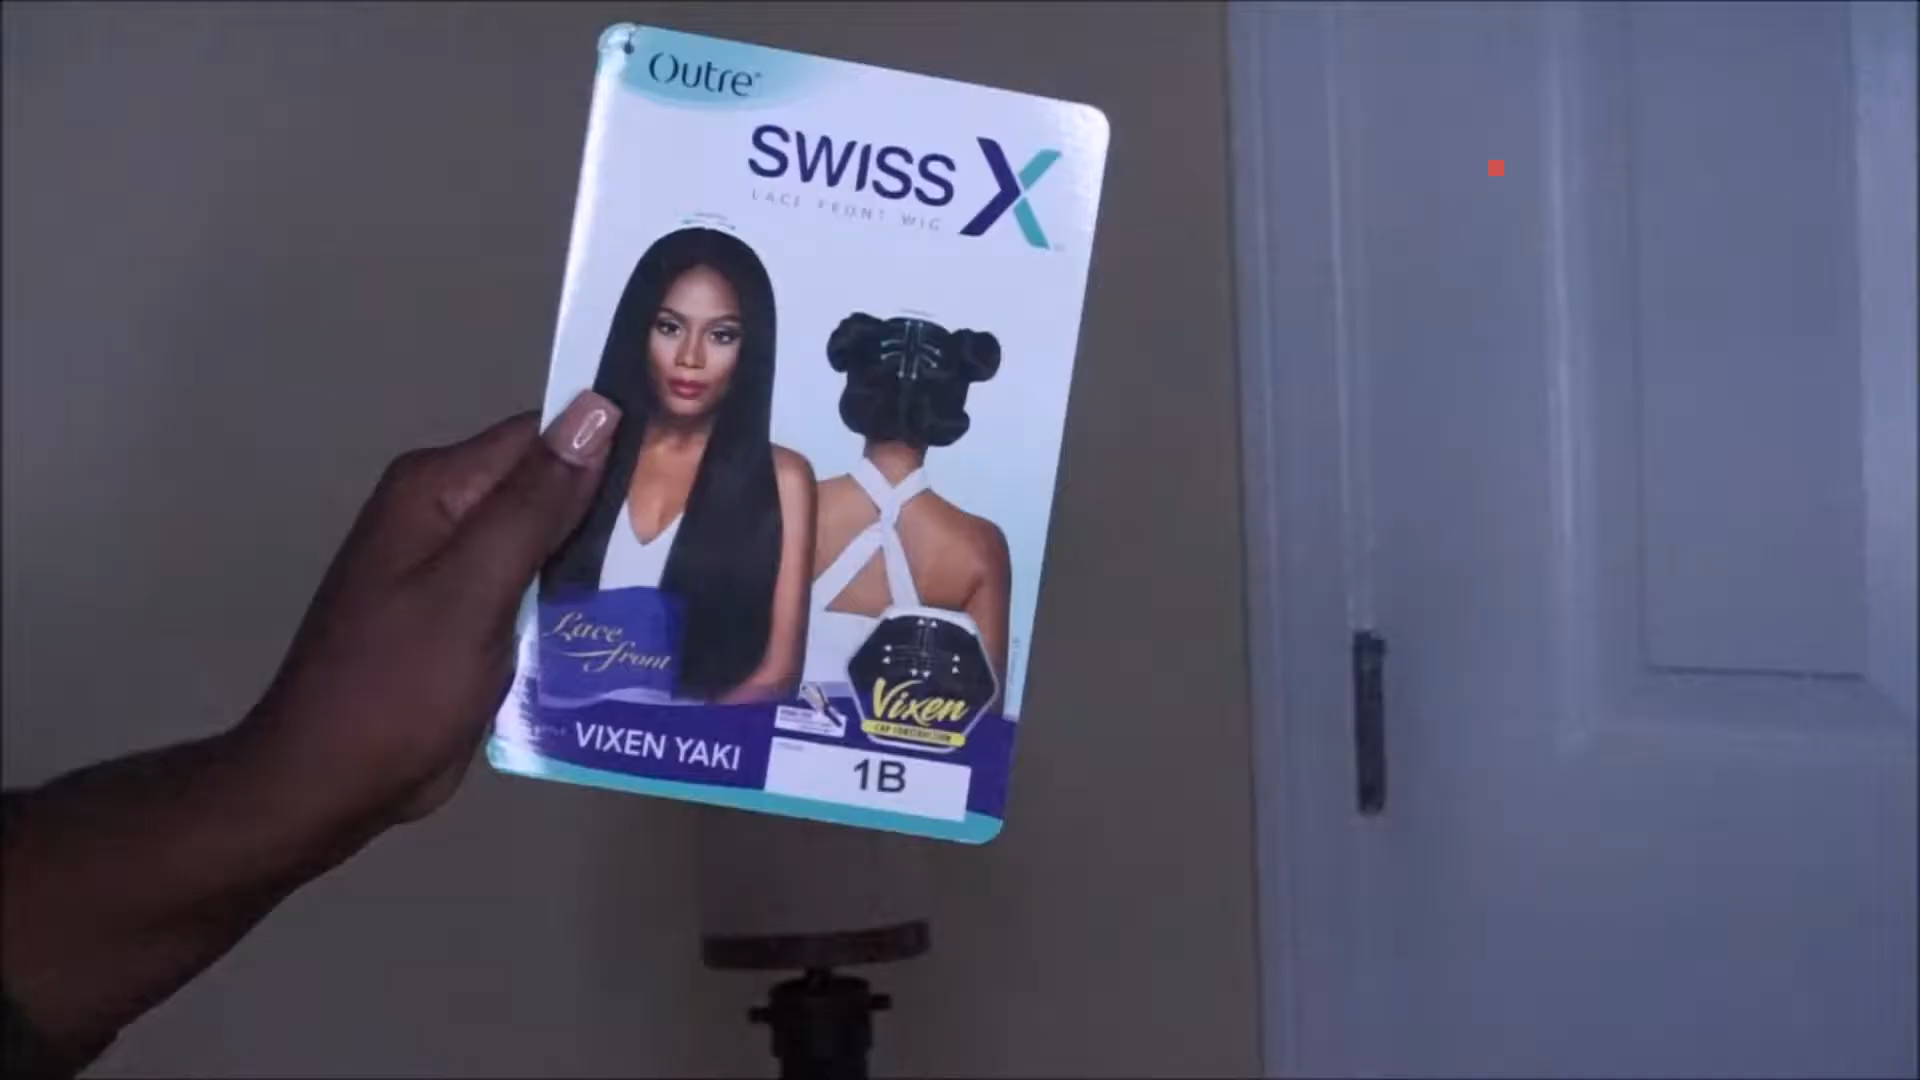 Outre
SWISS X
LACE FRONT WIG
Lace
front
Vixen
CAP CONSTRUCTION
VIXEN YAKI
1B